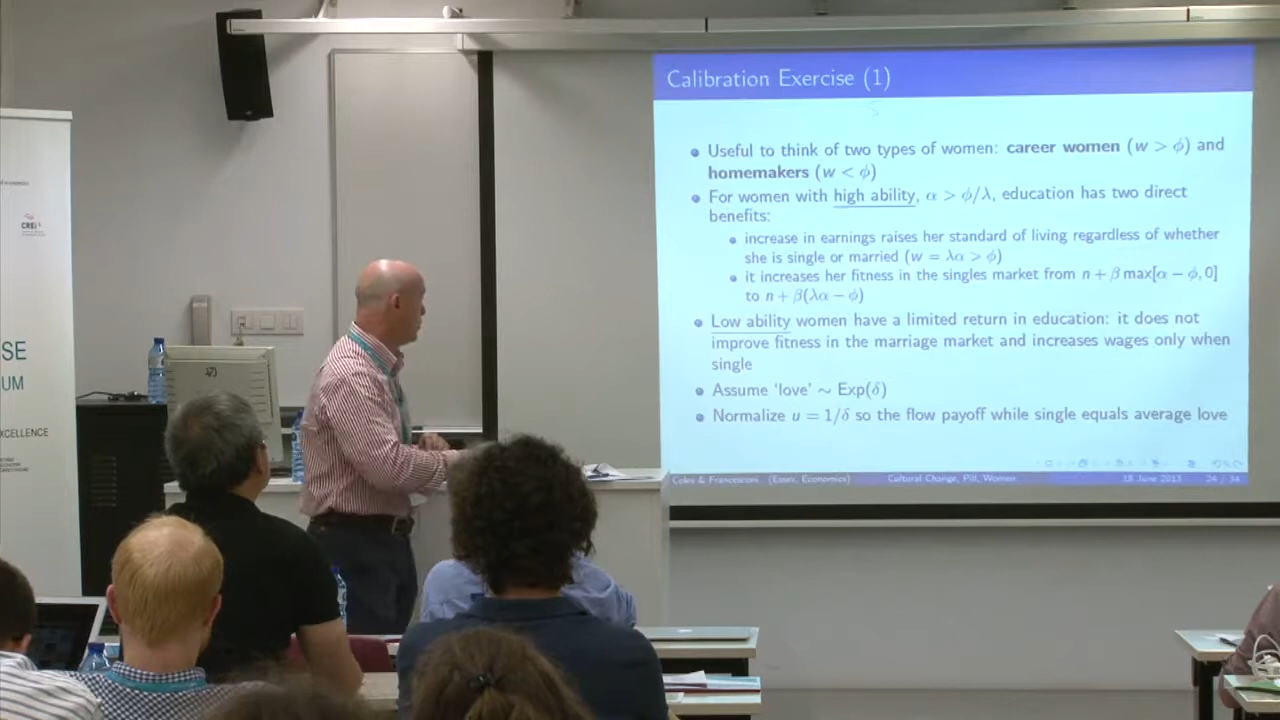 Calibration Exercise (1)
Useful to think of two types of women: career women (w > ϕ) and
homemakers (w < ϕ)
For women with high ability, α > ϕ/λ, education has two direct
benefits:
increase in earnings raises her standard of living regardless of whether
she is single or married (w = λα > ϕ)
it increases her fitness in the singles market from n + β max[α − ϕ, 0]
to n + β(λα − ϕ)
Low ability women have a limited return in education: it does not
improve fitness in the marriage market and increases wages only when
single
Assume 'love' ~ Exp(δ)
Normalize u = 1/δ so the flow payoff while single equals average love
Coles & Francesconi (Essex, Economics)
Cultural Change, Pill, Women
18 June 2013
24 / 34
CREi
SE
UM
XCELLENCE